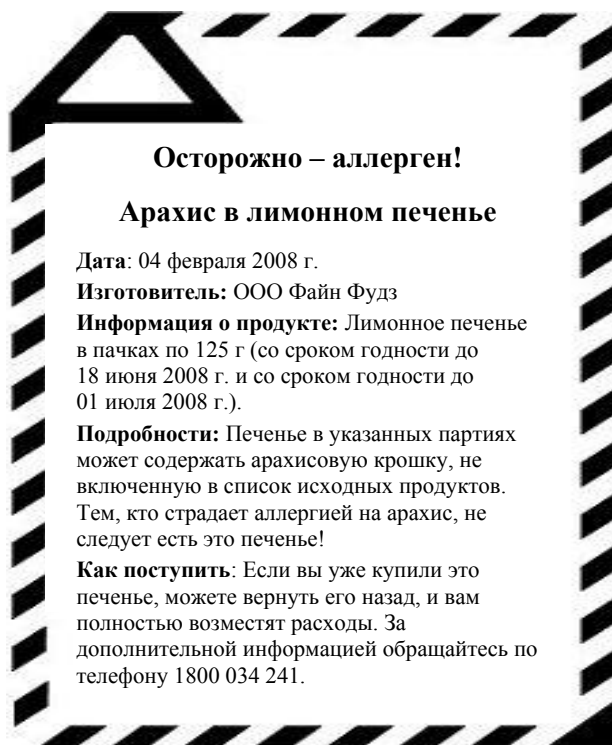 Осторожно – аллерген!
Арахис в лимонном печенье
Дата: 04 февраля 2008 г.
Изготовитель: ООО Файн Фудз
Информация о продукте: Лимонное печенье
в пачках по 125 г (со сроком годности до
18 июня 2008 г. и со сроком годности до
01 июля 2008 г.).
Подробности: Печенье в указанных партиях
может содержать арахисовую крошку, не
включенную в список исходных продуктов.
Тем, кто страдает аллергией на арахис, не
следует есть это печенье!
Как поступить: Если вы уже купили это
печенье, можете вернуть его назад, и вам
полностью возместят расходы. За
дополнительной информацией обращайтесь по
телефону 1800 034 241.